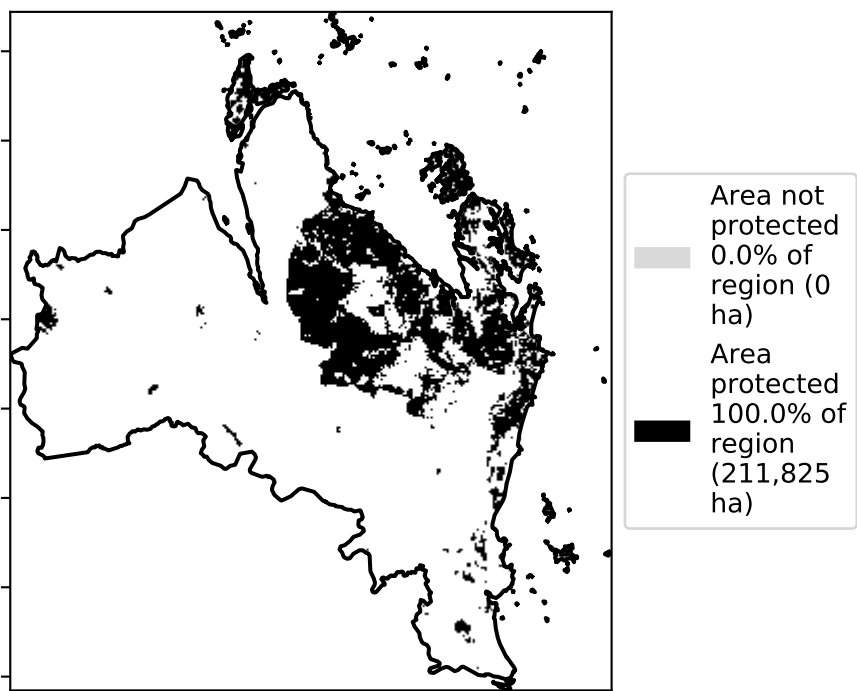 Area not
protected
0.0% of
region (0
ha)
Area
protected
100.0% of
region
(211,825
ha)